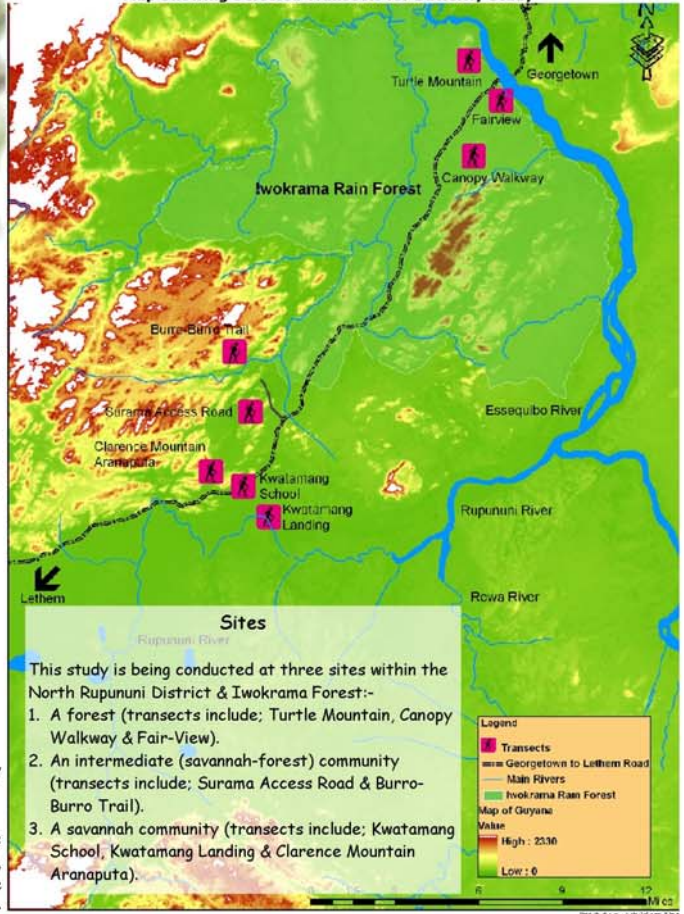 Georgetown
Turtle Mountain
Fairview
Canopy Walkway
Iwokrama Rain Forest
Burro-Burro Trail
Surama Access Road
Essequibo River
Clarence Mountain
Aranaputa
Kwatamang
School
Kwatamang
Landing
Rupununi River
Lethem
Rewa River
Rupununi River
Sites
This study is being conducted at three sites within the
North Rupununi District & Iwokrama Forest:-
1. A forest (transects include; Turtle Mountain, Canopy
Walkway & Fair-View).
2. An intermediate (savannah-forest) community
(transects include; Surama Access Road & Burro-
Burro Trail).
3. A savannah community (transects include; Kwatamang
School, Kwatamang Landing & Clarence Mountain
Aranaputa).
Legend
Transects
Georgetown to Lethem Road
Main Rivers
Iwokrama Rain Forest
Map of Guyana
Value
High : 2330
Low : 0
6 9 12
Miles